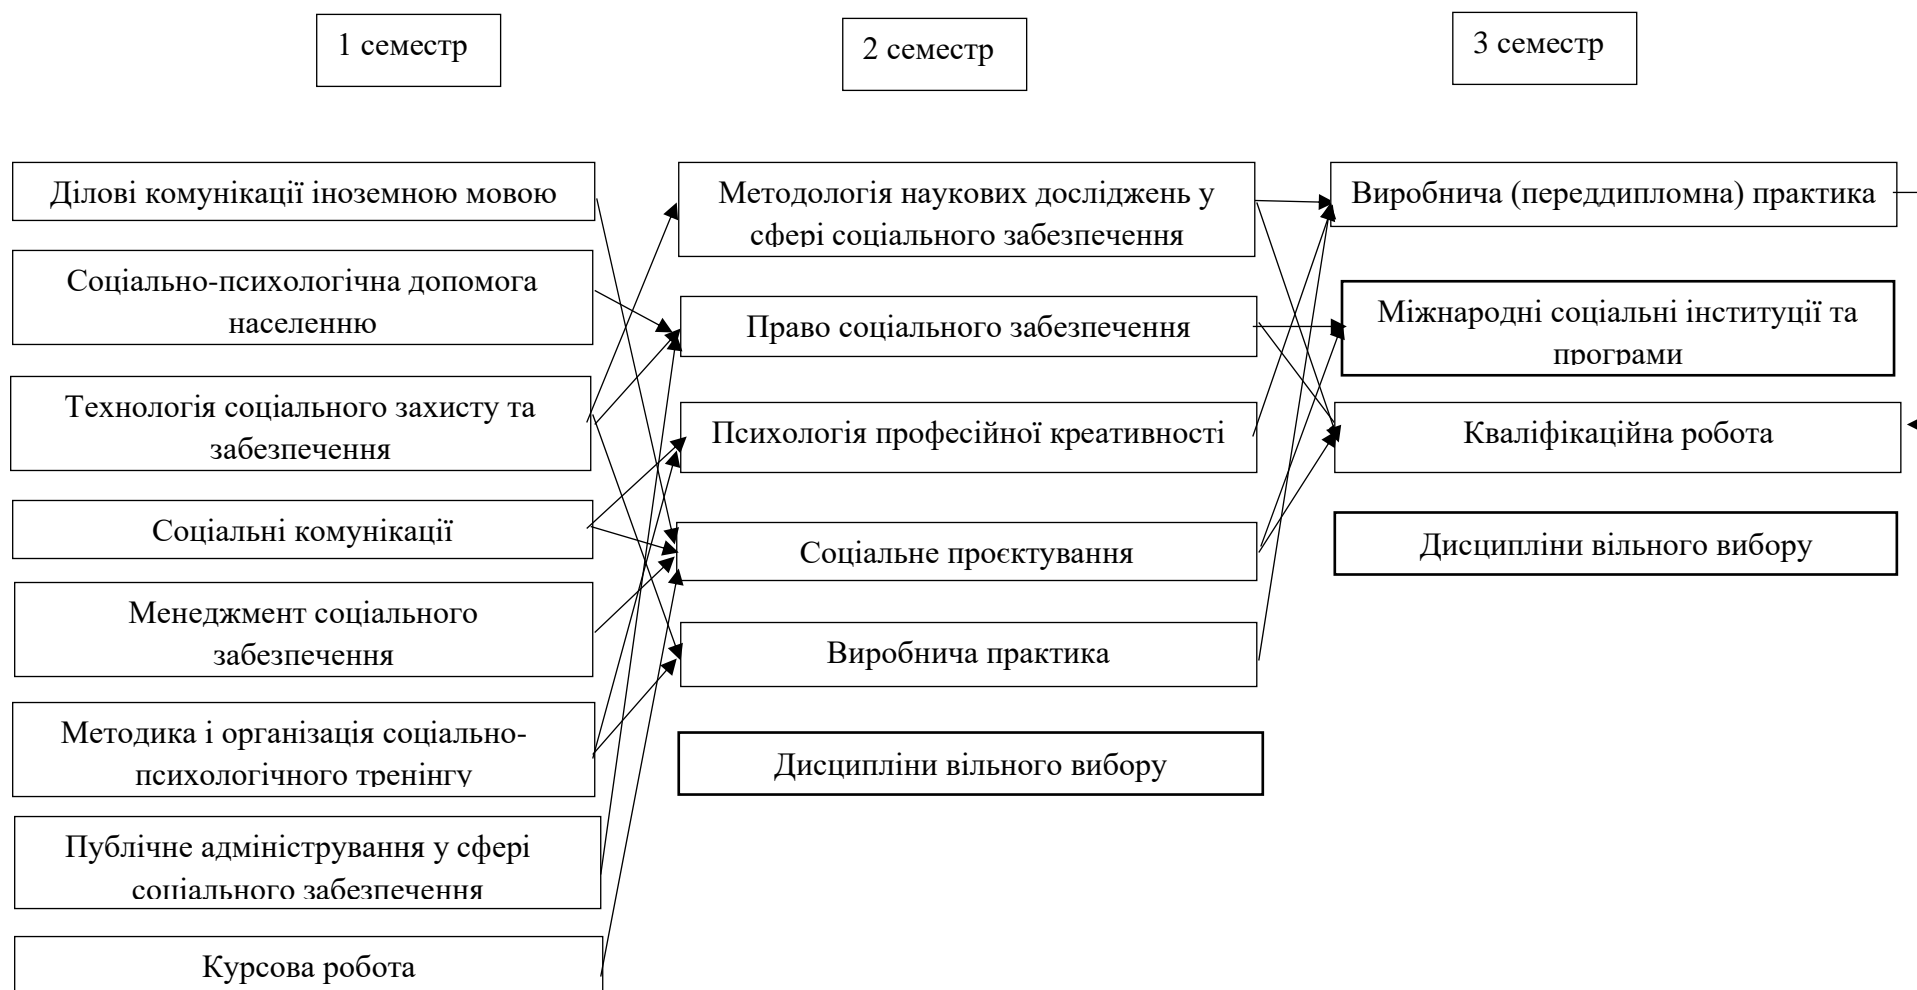 1 семестр
2 семестр
3 семестр
Ділові комунікації іноземною мовою
Соціально-психологічна допомога
населенню
Технологія соціального захисту та
забезпечення
Соціальні комунікації
Менеджмент соціального
забезпечення
Методика і організація соціально-
психологічного тренінгу
Публічне адміністрування у сфері
соціального забезпечення
Курсова робота
Методологія наукових досліджень у
сфері соціального забезпечення
Право соціального забезпечення
Психологія професійної креативності
Соціальне проєктування
Виробнича практика
Дисципліни вільного вибору
Виробнича (переддипломна) практика
Міжнародні соціальні інституції та
програми
Кваліфікаційна робота
Дисципліни вільного вибору